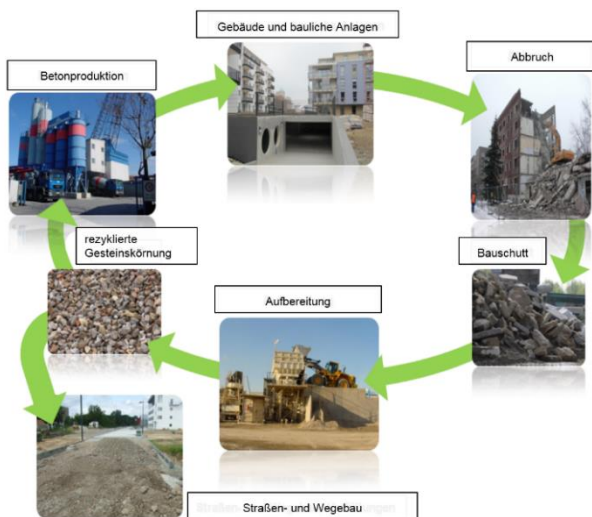 Gebäude und bauliche Anlagen
Betonproduktion
Abbruch
rezyklierte
Gesteinskörnung
Bauschutt
Aufbereitung
Straßen- und Wegebau